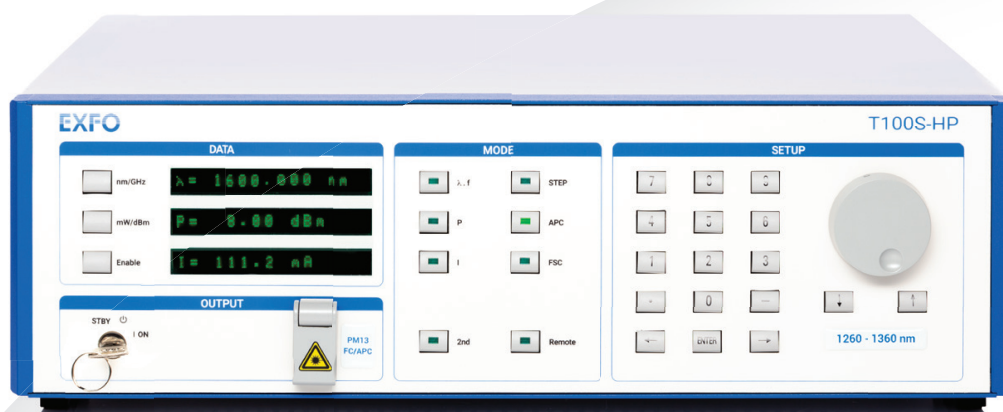 EXFO
T100S-HP
DATA
nm/GHz
λ= 1600.000 nm
mW/dBm
P= 8.00 dBm
Enable
I= 111.2 mA
OUTPUT
STBY
I ON
PM13
FC/APC
MODE
λ..f
STEP
P
APC
I
FSC
2nd
Remote
SETUP
7
8
9
4
5
6
1
2
3
.
0
–
←
ENTER
→
↓
↑
1260 - 1360 nm